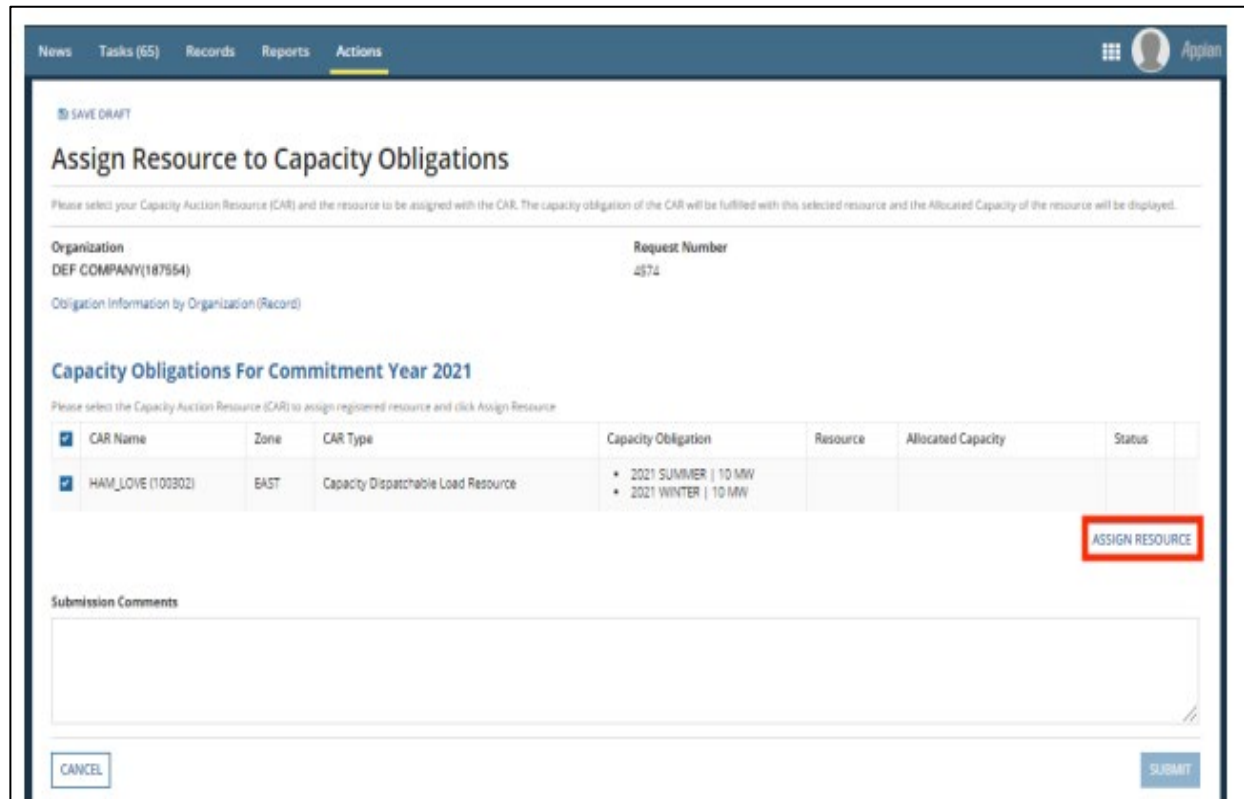 News Tasks (65) Records Reports Actions Appian
SAVE DRAFT
Assign Resource to Capacity Obligations
Please select your Capacity Auction Resource (CAR) and the resource to be assigned with the CAR. The capacity obligation of the CAR will be fulfilled with this selected resource and the Allocated Capacity of the resource will be displayed.
Organization Request Number
DEF COMPANY(187554) 4874
Obligation Information by Organization (Record)
Capacity Obligations For Commitment Year 2021
Please select the Capacity Auction Resource (CAR) to assign registered resource and click Assign Resource
CAR Name Zone CAR Type Capacity Obligation Resource Allocated Capacity Status
HAM_LOVE (100302) EAST Capacity Dispatchable Load Resource • 2021 SUMMER | 10 MW
• 2021 WINTER | 10 MW
ASSIGN RESOURCE
Submission Comments
CANCEL SUBMIT